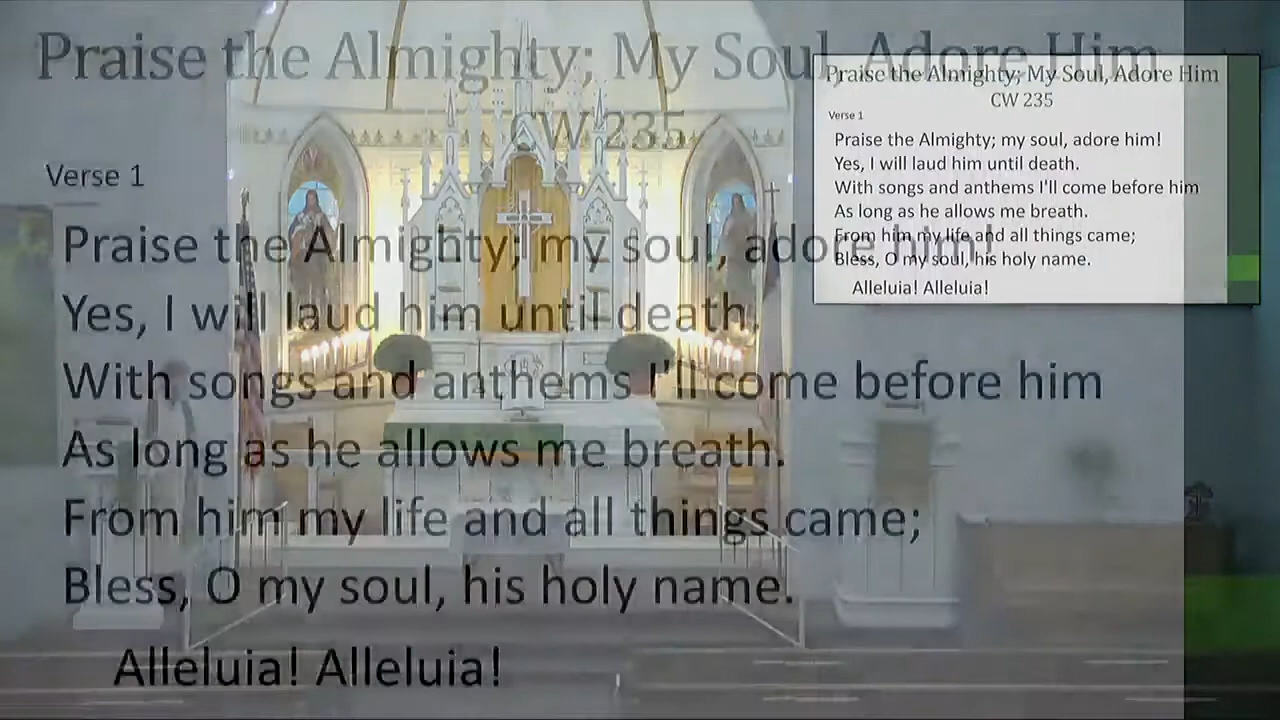 Praise the Almighty; My Soul, Adore Him
CW 235
Verse 1
Praise the Almighty; my soul, adore him!
Yes, I will laud him until death.
With songs and anthems I'll come before him
As long as he allows me breath.
From him my life and all things came;
Bless, O my soul, his holy name.
Alleluia! Alleluia!
Praise the Almighty; My Soul, Adore Him
CW 235
Verse 1
Praise the Almighty; my soul, adore him!
Yes, I will laud him until death.
With songs and anthems I'll come before him
As long as he allows me breath.
From him my life and all things came;
Bless, O my soul, his holy name.
Alleluia! Alleluia!